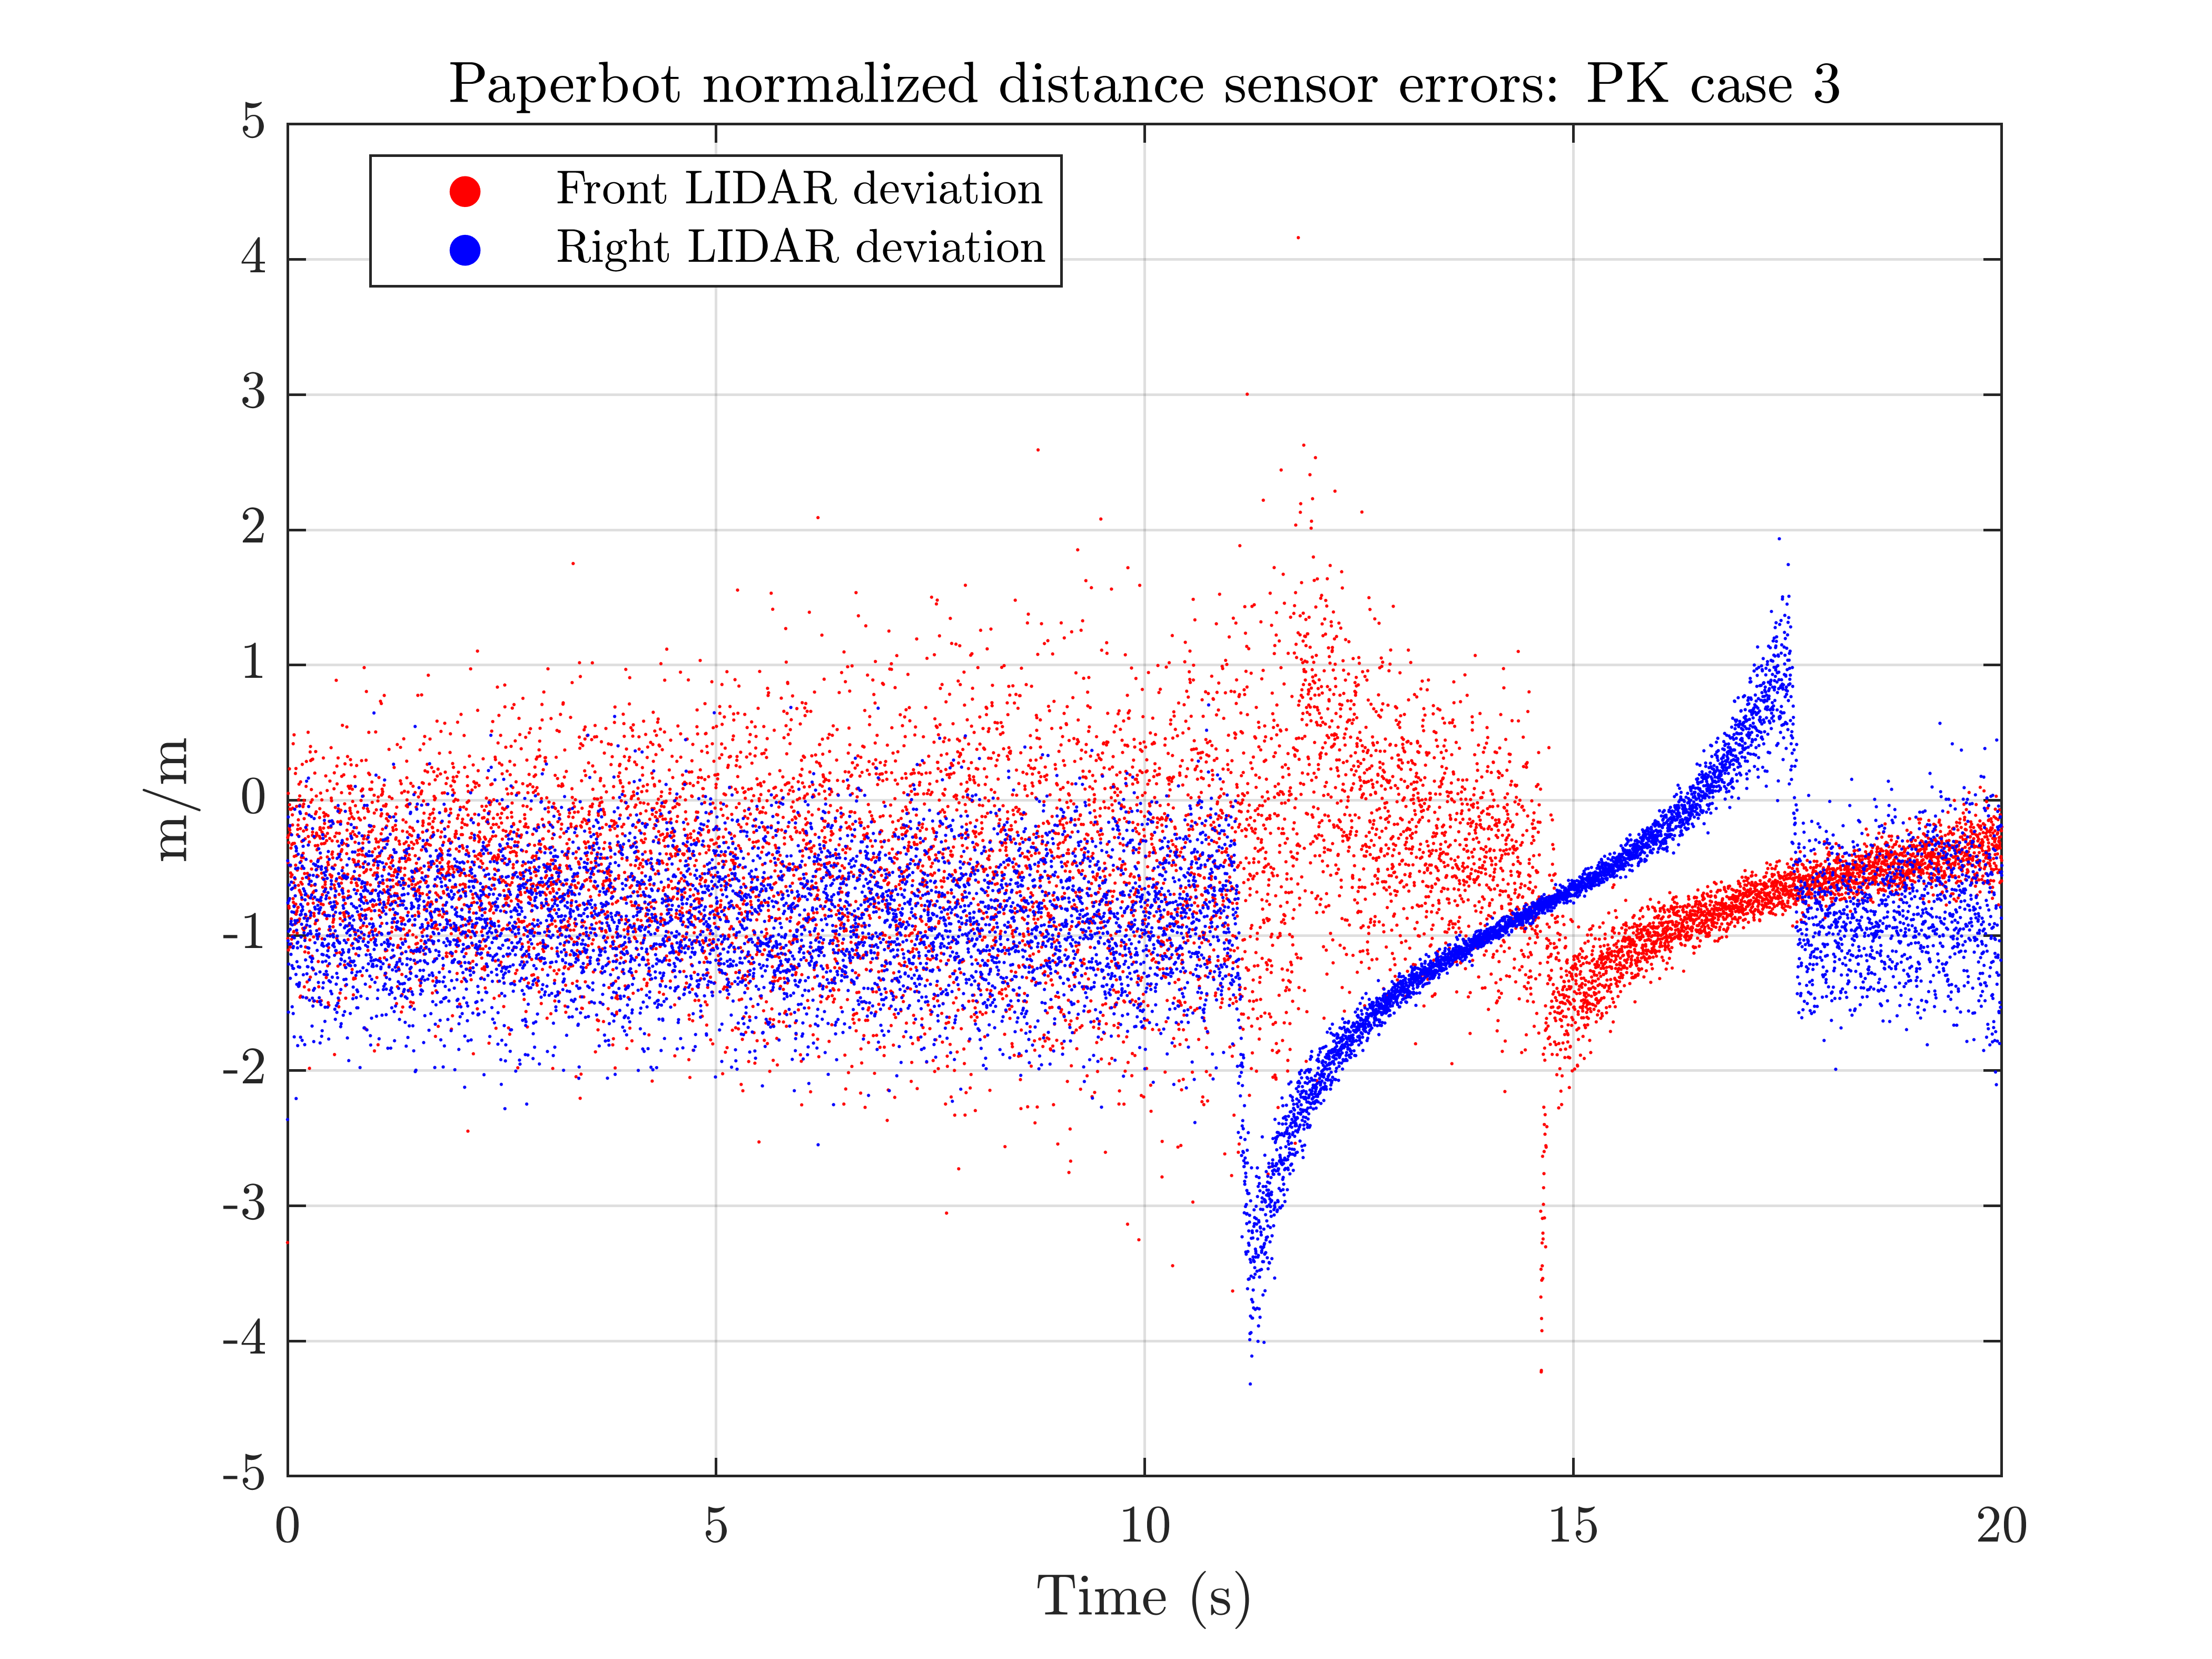 Paperbot normalized distance sensor errors: PK case 3
Front LIDAR deviation
Right LIDAR deviation
5
4
3
2
1
0
-1
-2
-3
-4
-5
m/m
0 5 10 15 20
Time (s)